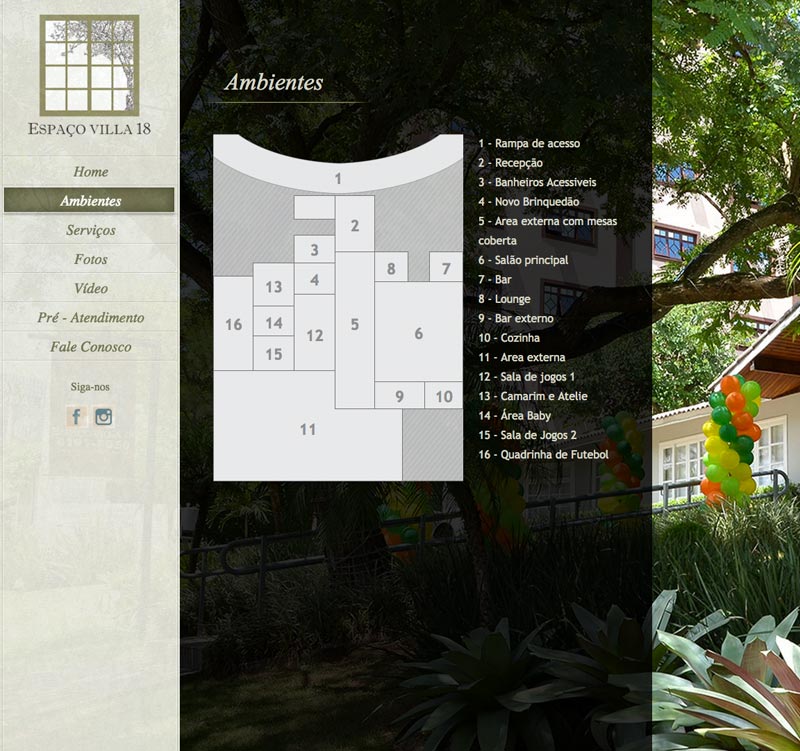 ESPAÇO VILLA 18
Home
Ambientes
Serviços
Fotos
Vídeo
Pré - Atendimento
Fale Conosco
Siga-nos
f
Ambientes
1
2
3
4
5
6
7
8
9
10
11
12
13
14
15
16
1 - Rampa de acesso
2 - Recepção
3 - Banheiros Acessíveis
4 - Novo Brinquedão
5 - Area externa com mesas
coberta
6 - Salão principal
7 - Bar
8 - Lounge
9 - Bar externo
10 - Cozinha
11 - Area externa
12 - Sala de jogos 1
13 - Camarim e Atelie
14 - Área Baby
15 - Sala de Jogos 2
16 - Quadrinha de Futebol